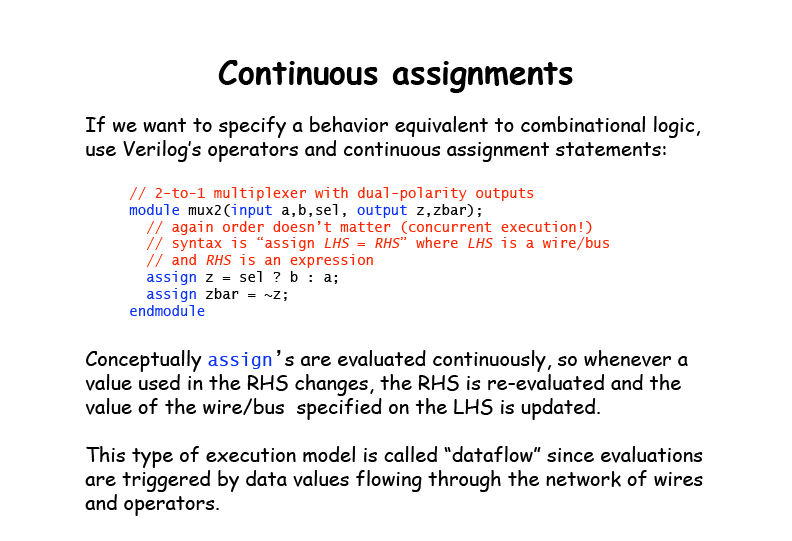 Continuous assignments
If we want to specify a behavior equivalent to combinational logic,
use Verilog’s operators and continuous assignment statements:
// 2-to-1 multiplexer with dual-polarity outputs
module mux2(input a,b,sel, output z,zbar);
// again order doesn’t matter (concurrent execution!)
// syntax is “assign LHS = RHS” where LHS is a wire/bus
// and RHS is an expression
assign z = sel ? b : a;
assign zbar = ~z;
endmodule
Conceptually assign’s are evaluated continuously, so whenever a
value used in the RHS changes, the RHS is re-evaluated and the
value of the wire/bus  specified on the LHS is updated.
This type of execution model is called “dataflow” since evaluations
are triggered by data values flowing through the network of wires
and operators.